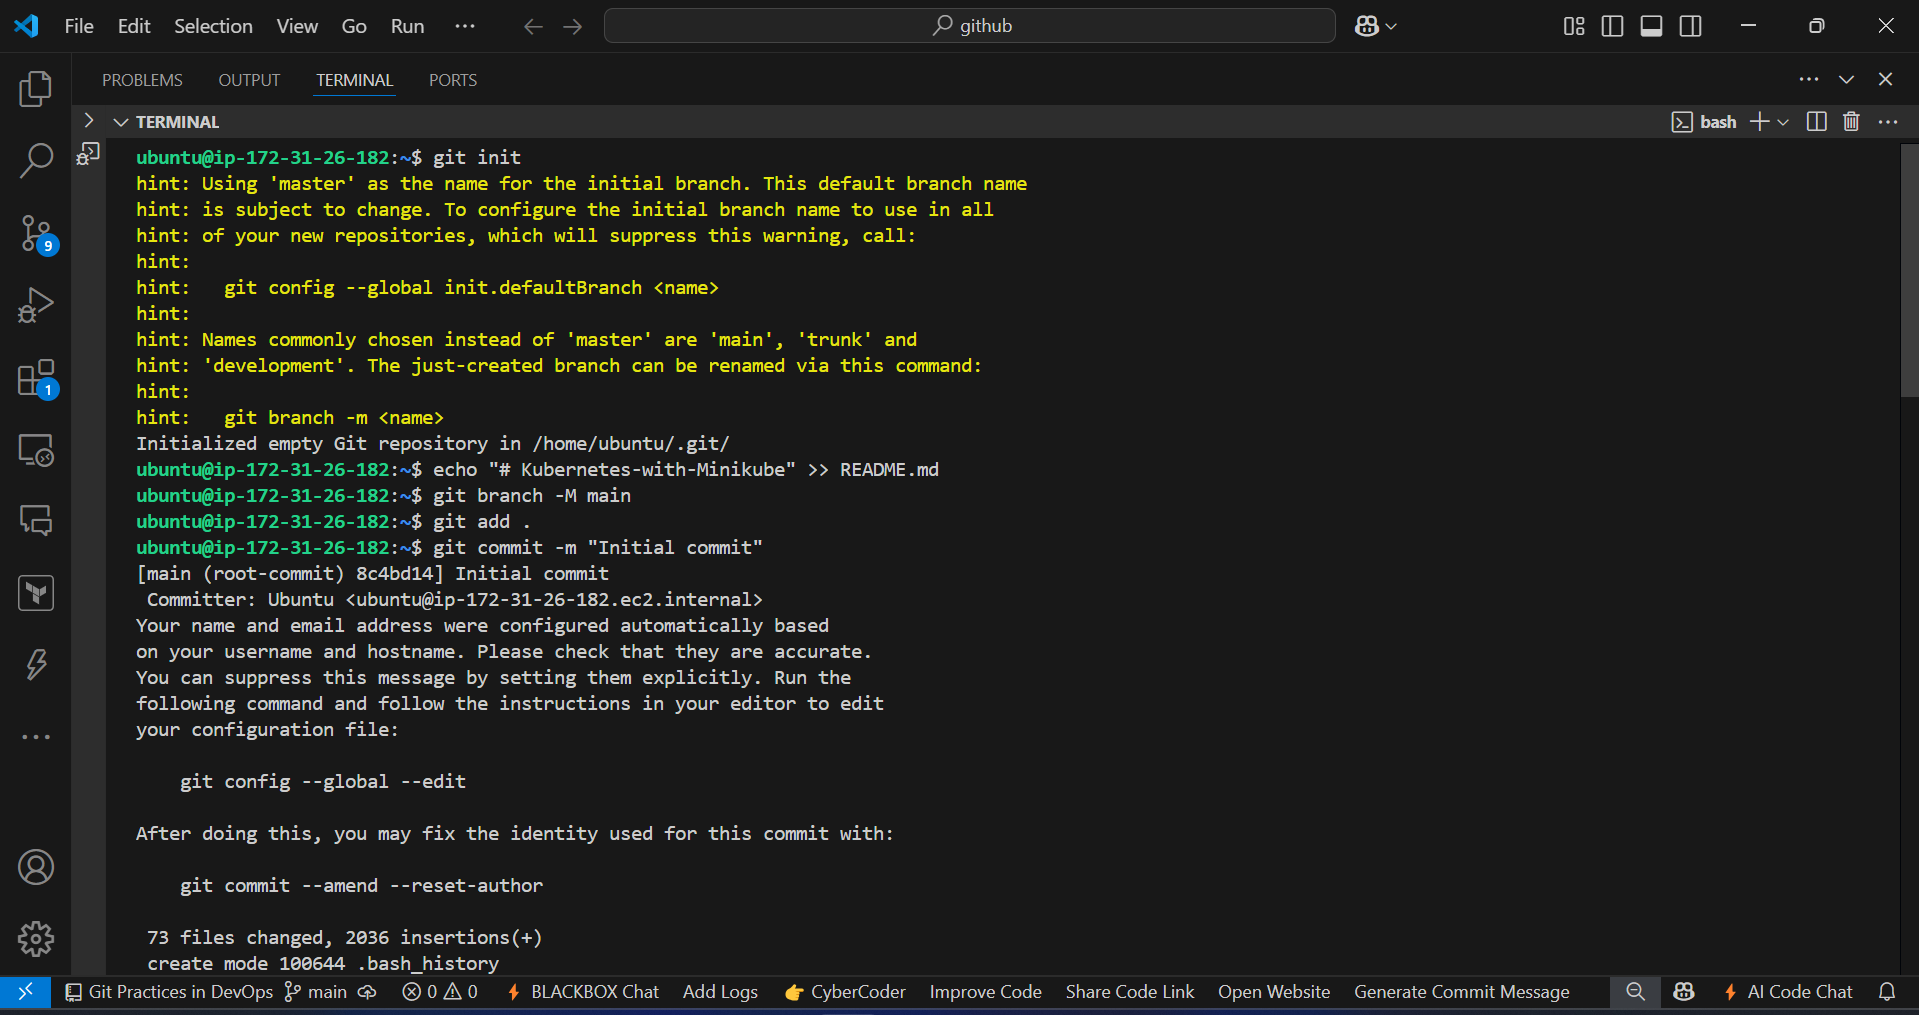 File Edit Selection View Go Run ··· github
PROBLEMS OUTPUT TERMINAL PORTS
TERMINAL bash
ubuntu@ip-172-31-26-182:~$ git init
hint: Using 'master' as the name for the initial branch. This default branch name
hint: is subject to change. To configure the initial branch name to use in all
hint: of your new repositories, which will suppress this warning, call:
hint:
hint:   git config --global init.defaultBranch <name>
hint:
hint: Names commonly chosen instead of 'master' are 'main', 'trunk' and
hint: 'development'. The just-created branch can be renamed via this command:
hint:
hint:   git branch -m <name>
Initialized empty Git repository in /home/ubuntu/.git/
ubuntu@ip-172-31-26-182:~$ echo "# Kubernetes-with-Minikube" >> README.md
ubuntu@ip-172-31-26-182:~$ git branch -M main
ubuntu@ip-172-31-26-182:~$ git add .
ubuntu@ip-172-31-26-182:~$ git commit -m "Initial commit"
[main (root-commit) 8c4bd14] Initial commit
 Committer: Ubuntu <ubuntu@ip-172-31-26-182.ec2.internal>
Your name and email address were configured automatically based
on your username and hostname. Please check that they are accurate.
You can suppress this message by setting them explicitly. Run the
following command and follow the instructions in your editor to edit
your configuration file:
    git config --global --edit
After doing this, you may fix the identity used for this commit with:
    git commit --amend --reset-author
 73 files changed, 2036 insertions(+)
 create mode 100644 .bash_history
9
1
Git Practices in DevOps main 0 0 BLACKBOX Chat Add Logs 👉 CyberCoder Improve Code Share Code Link Open Website Generate Commit Message AI Code Chat